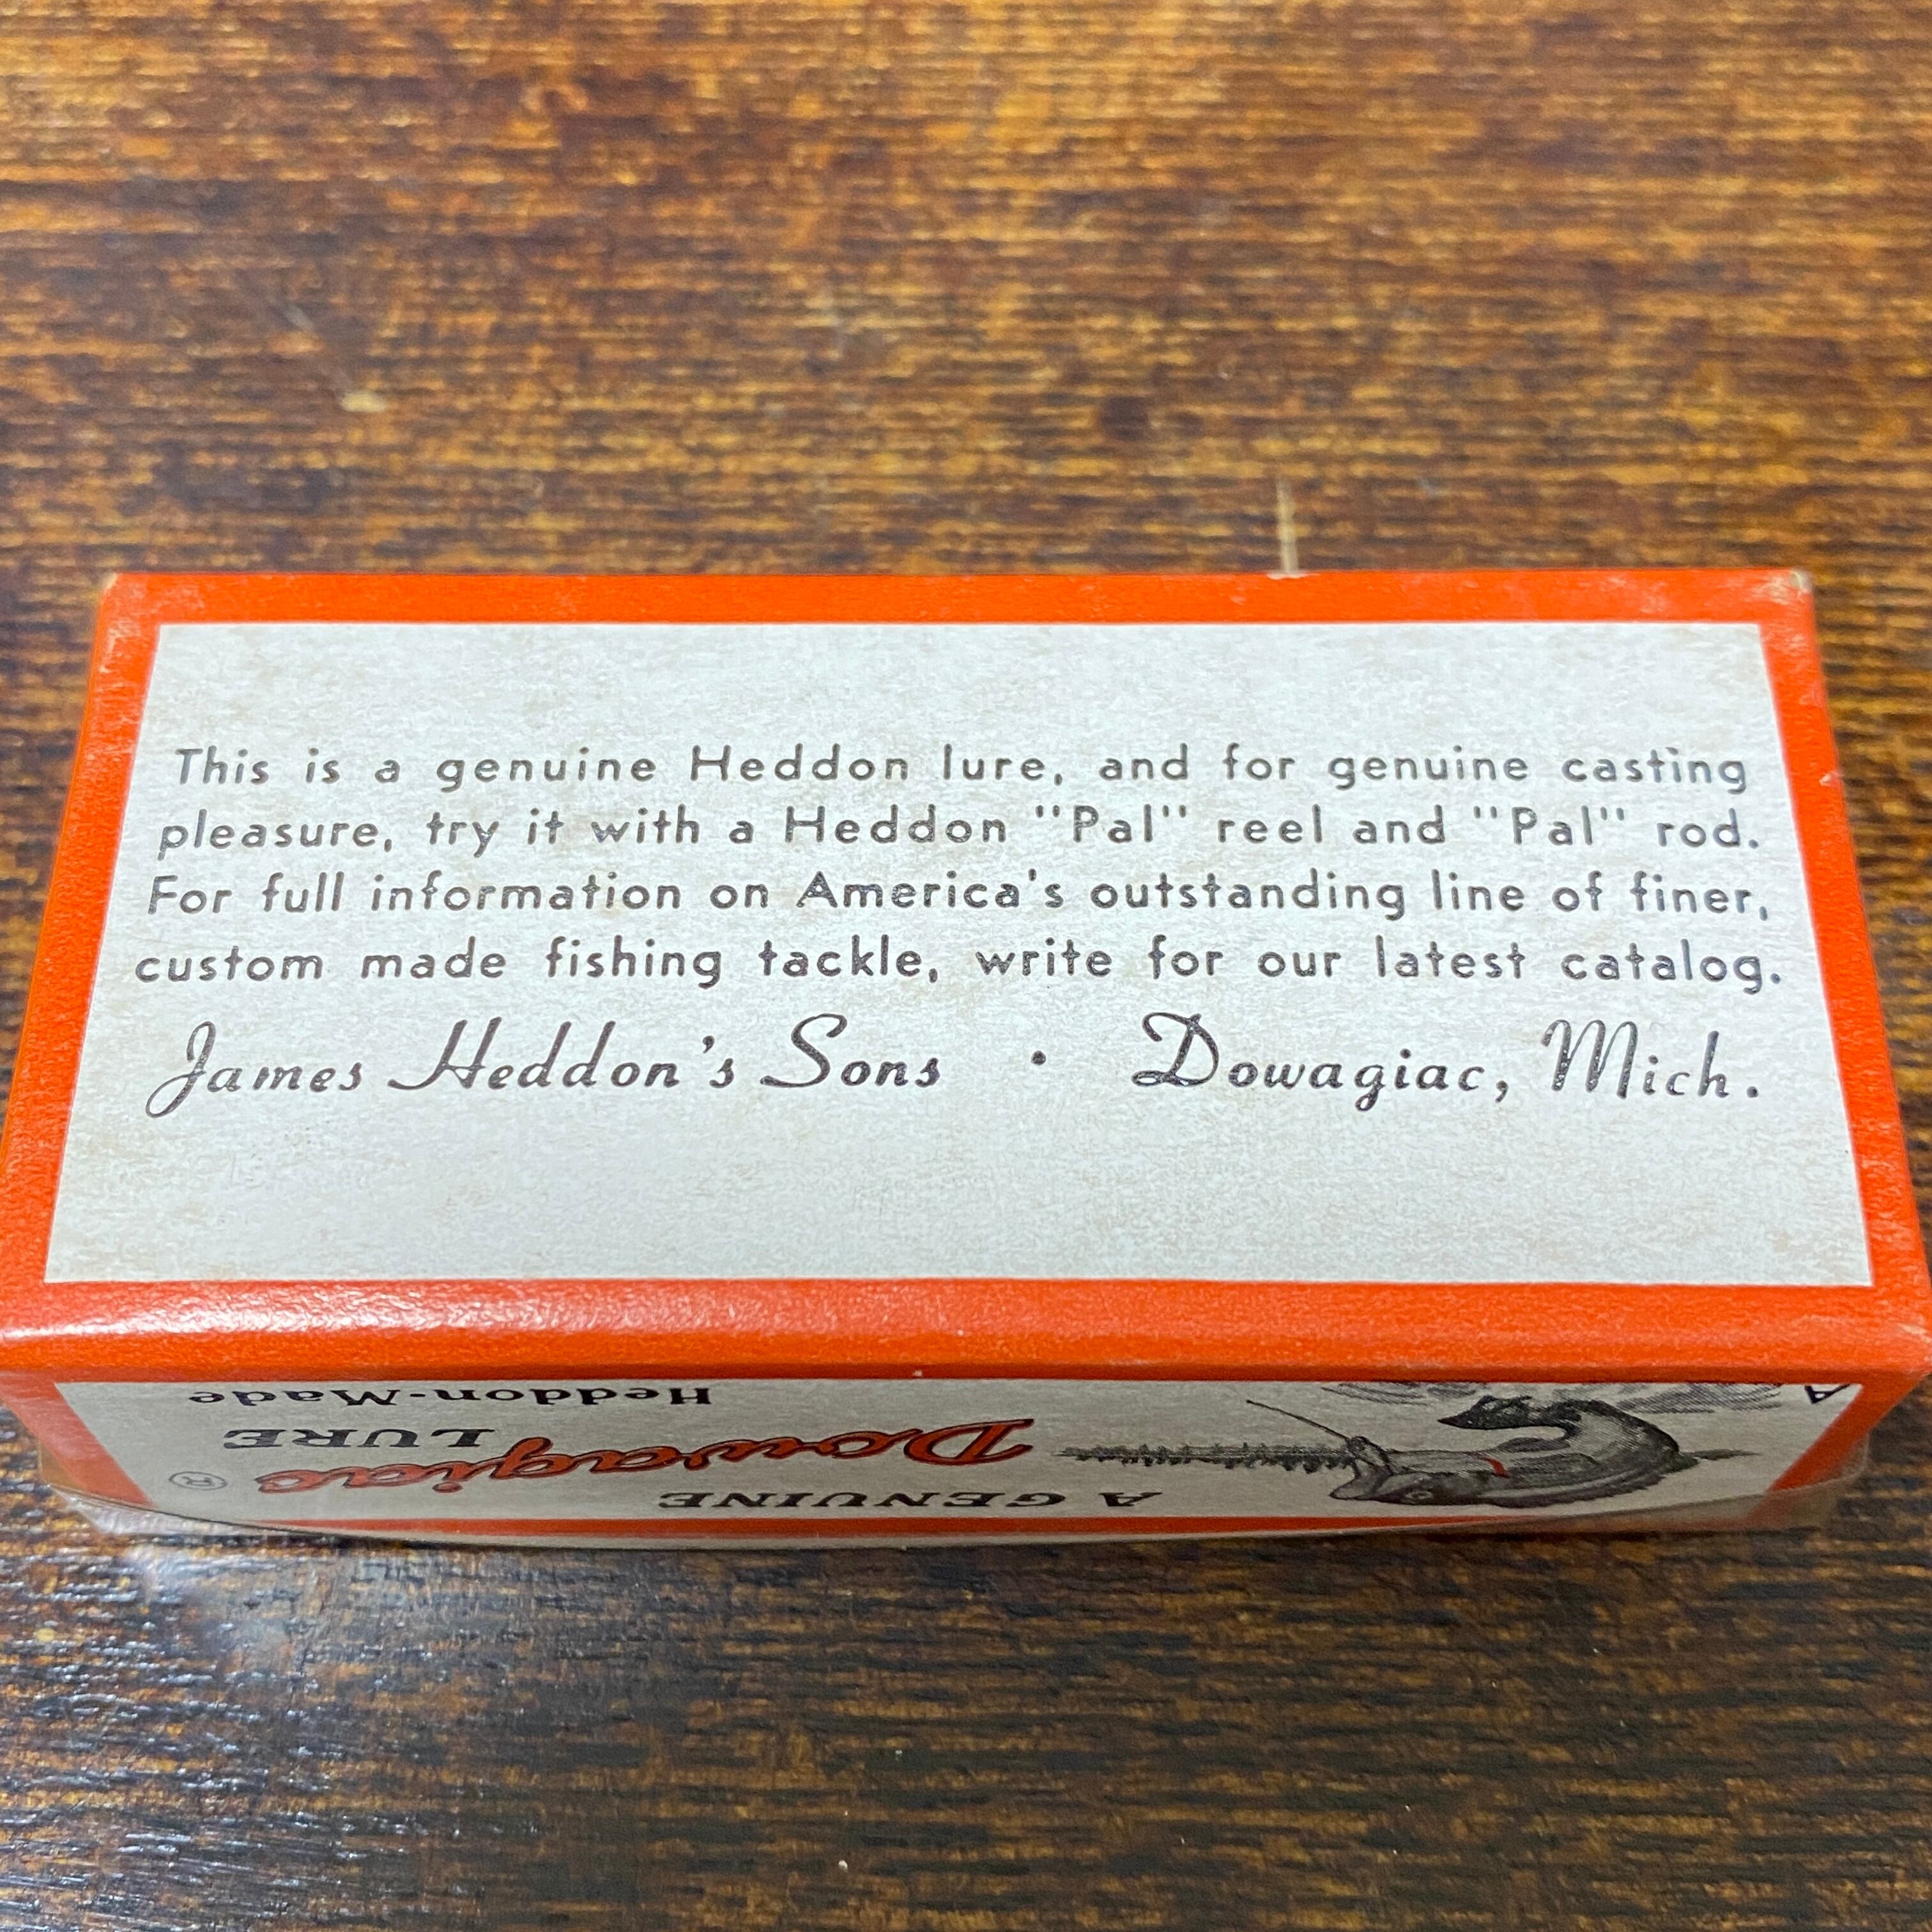 This is a genuine Heddon lure, and for genuine casting
pleasure, try it with a Heddon "Pal" reel and "Pal" rod.
For full information on America's outstanding line of finer,
custom made fishing tackle, write for our latest catalog.
James Heddon's Sons • Dowagiac, Mich.
A GENUINE
Dowagiac ®
LURE
Heddon-Made
A